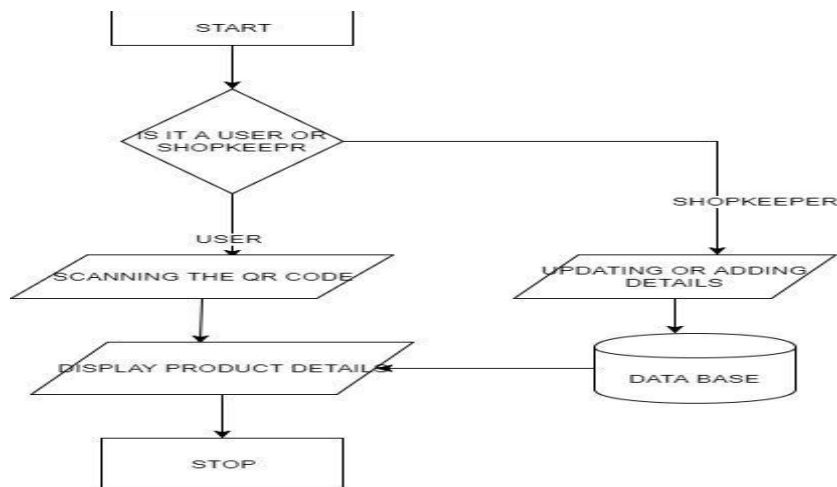 START
IS IT A USER OR
SHOPKEEPR
SHOPKEEPER
USER
SCANNING THE QR CODE
UPDATING OR ADDING
DETAILS
DISPLAY PRODUCT DETAILS
DATA BASE
STOP